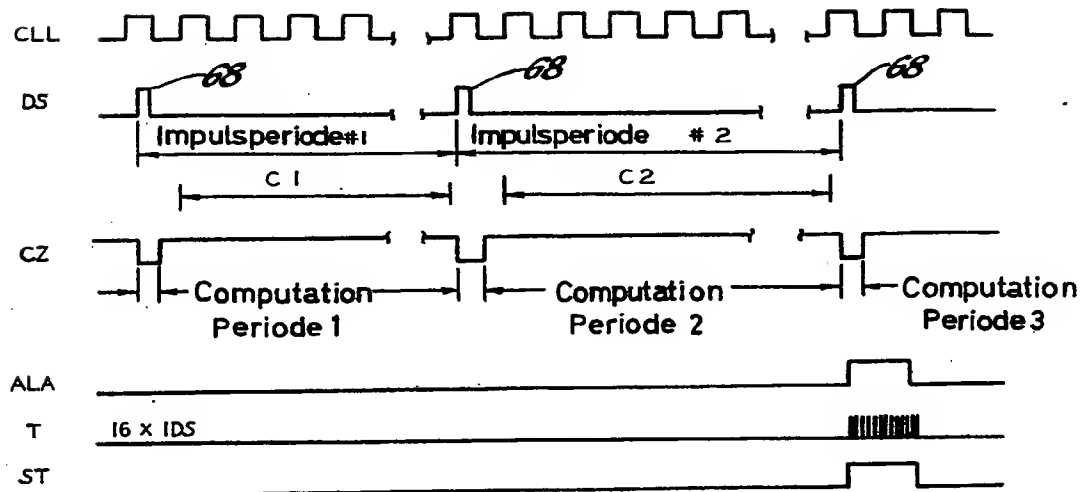 CLL
68 68 68
DS
Impulsperiode #1 Impulsperiode # 2
C1 C2
CZ
Computation Periode 1 Computation Periode 2 Computation Periode 3
ALA
T 16 x IDS
ST